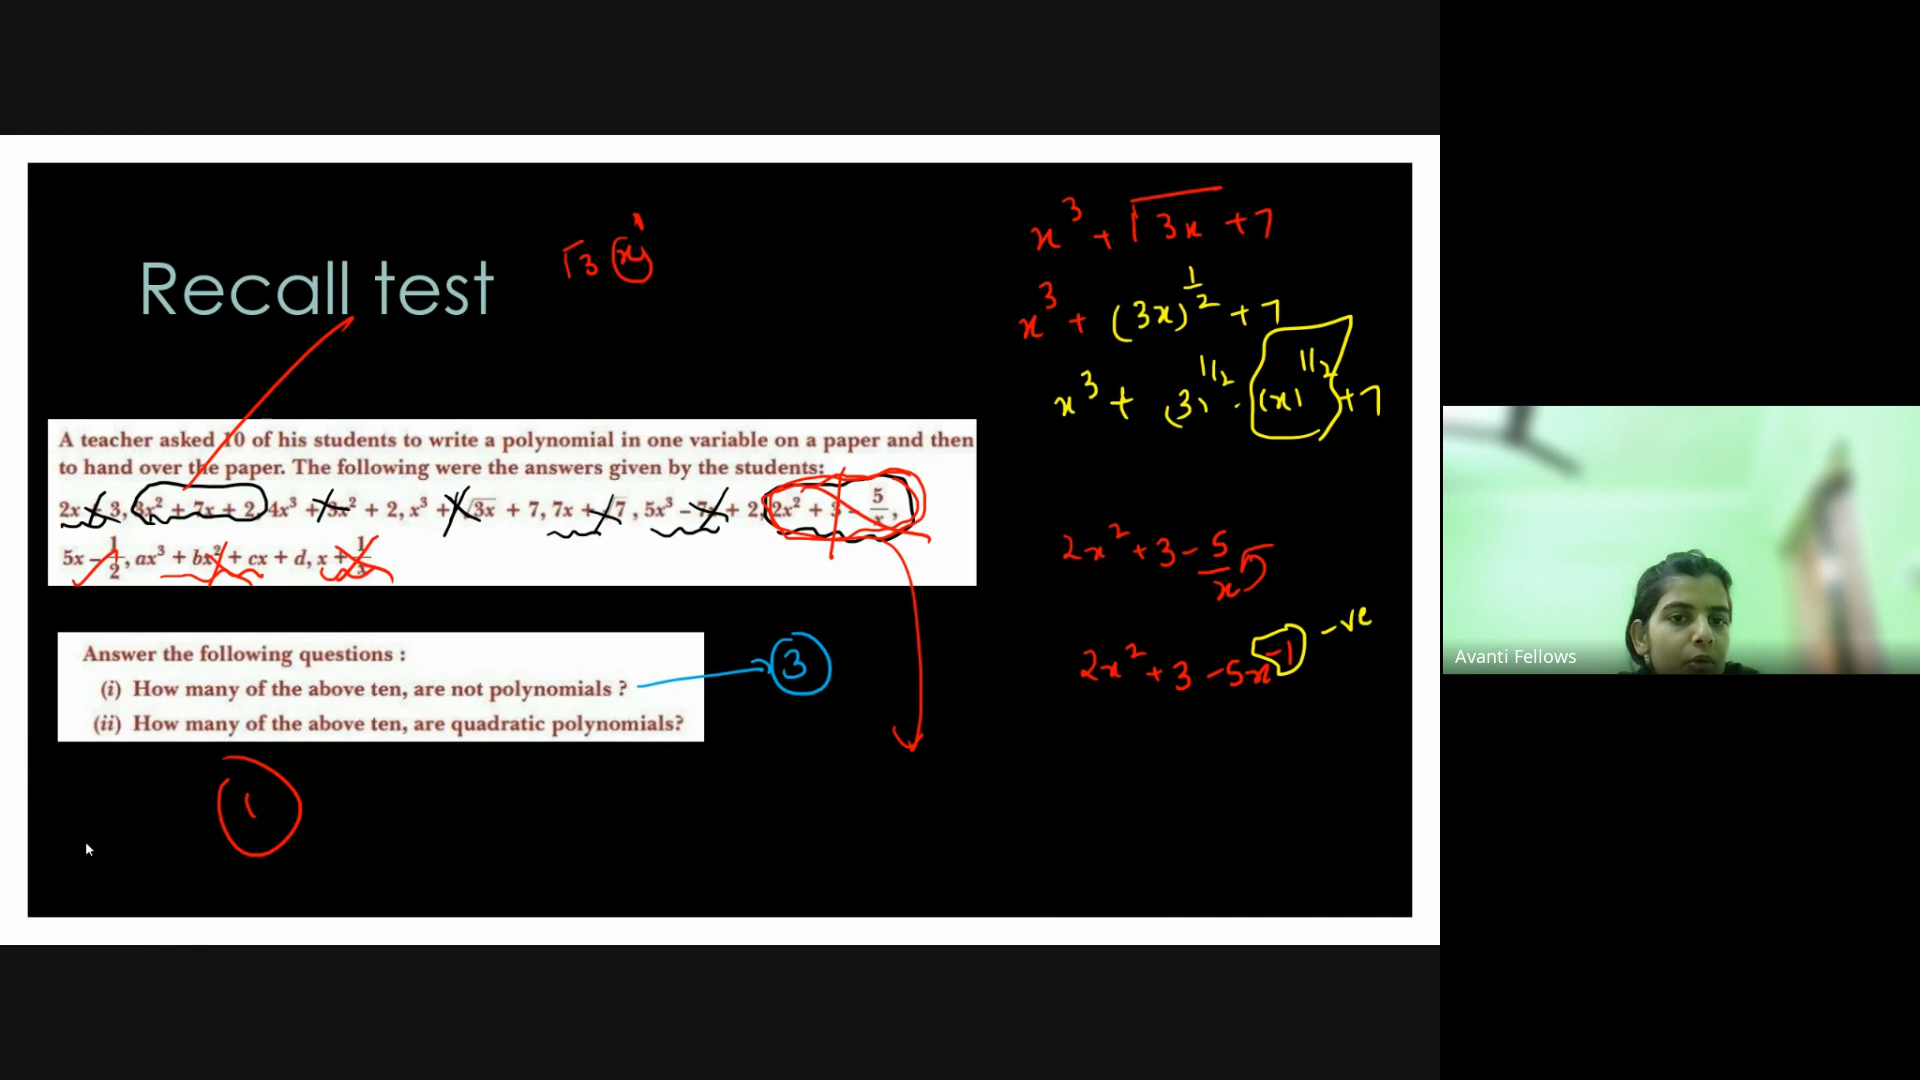 Recall test
√3 (x)¹
A teacher asked 10 of his students to write a polynomial in one variable on a paper and then
to hand over the paper. The following were the answers given by the students:
2x + 3, 3x² + 7x + 2, 4x³ + 3x² + 2, x³ + √3x + 7, 7x + √7, 5x³ – 7x + 2, 2x² + 3 – 5/x,
5x – 1/2, ax³ + bx² + cx + d, x + 1/x
Answer the following questions :
(i) How many of the above ten, are not polynomials ?
3
(ii) How many of the above ten, are quadratic polynomials?
1
x³ + √3x + 7
x³ + (3x)^1/2 + 7
x³ + (3)^1/2 . (x)^1/2 + 7
2x² + 3 - 5/x
2x² + 3 - 5x^-1 -ve
Avanti Fellows